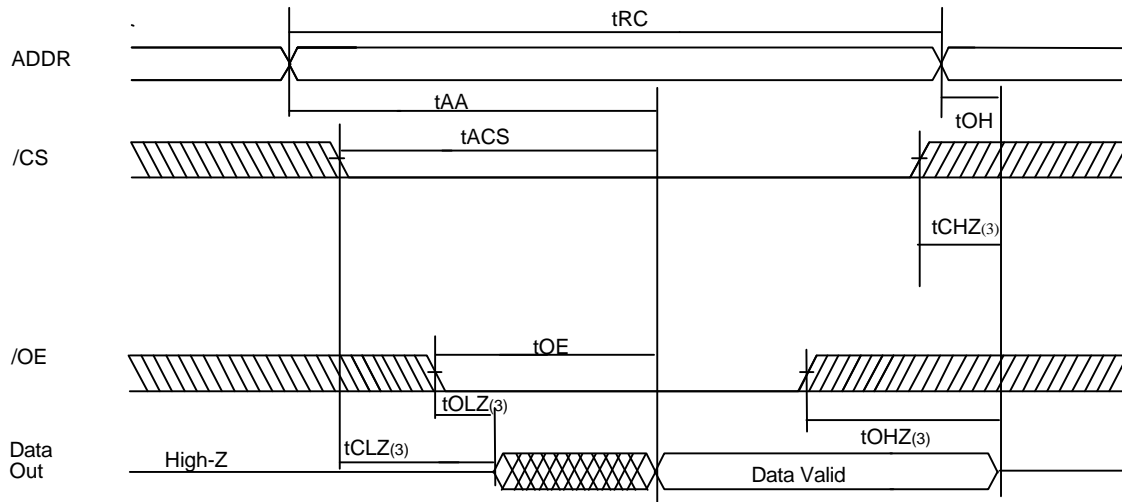 tRC
ADDR
tAA
tOH
tACS
/CS
tCHZ(3)
/OE
tOE
tOLZ(3)
tOHZ(3)
tCLZ(3)
Data
Out
High-Z
Data Valid